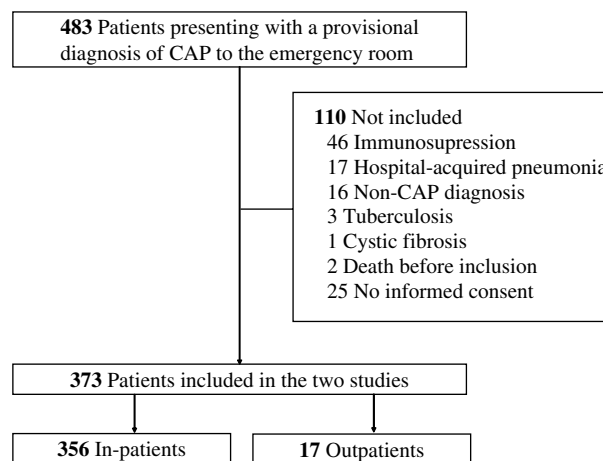 483 Patients presenting with a provisional
diagnosis of CAP to the emergency room
110 Not included
46 Immunosupression
17 Hospital-acquired pneumonia
16 Non-CAP diagnosis
3 Tuberculosis
1 Cystic fibrosis
2 Death before inclusion
25 No informed consent
373 Patients included in the two studies
356 In-patients
17 Outpatients